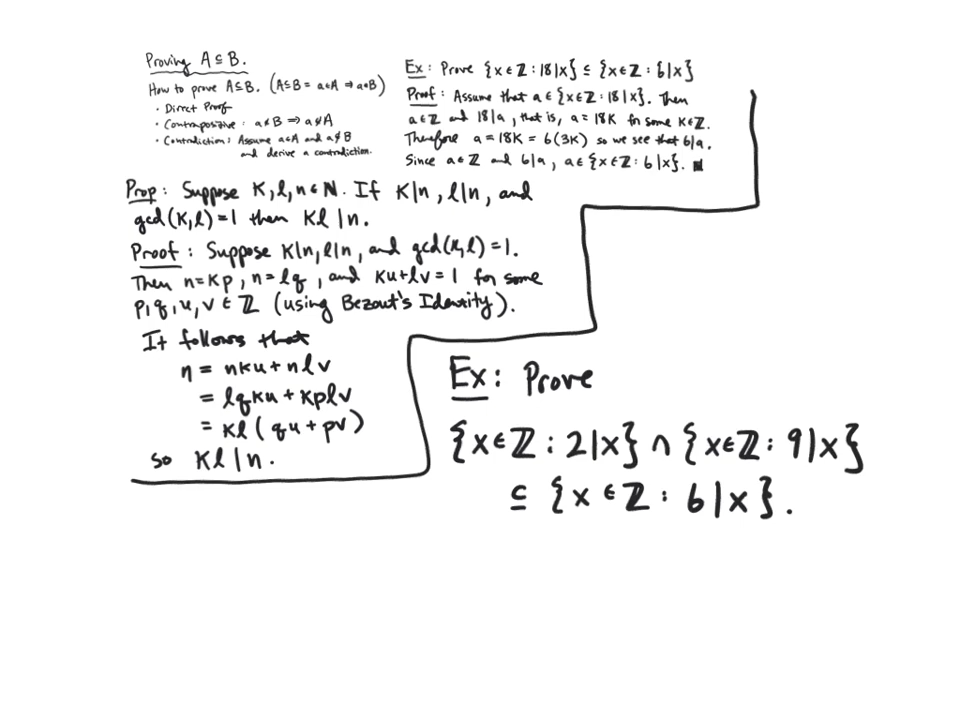 Proving A ⊆ B.
How to prove A⊆B. (A⊆B = a∈A ⇒ a∈B)
• Direct Proof
• Contrapositive : a∉B ⇒ a∉A
• Contradiction : Assume a∈A and a∉B
and derive a contradiction.
Ex : Prove {x∈ℤ : 18|x} ⊆ {x∈ℤ : 6|x}
Proof : Assume that a ∈ {x∈ℤ : 18|x}. Then
a∈ℤ and 18|a, that is, a = 18K for some K∈ℤ.
Therefore a = 18K = 6(3K) so we see that 6|a.
Since a∈ℤ and 6|a, a∈{x∈ℤ : 6|x}. ∎
Prop : Suppose K, l, n ∈ ℕ. If K|n, l|n, and
gcd(K,l)=1 then Kl|n.
Proof : Suppose K|n, l|n, and gcd(K,l)=1.
Then n=Kp, n=lq, and Ku+lv=1 for some
p,q,u,v ∈ ℤ (using Bezout's Identity).
It follows that
n = nKu + nlv
= lqKu + Kplv
= Kl(qu + pv)
so Kl|n.
Ex : Prove
{x∈ℤ : 2|x} ∩ {x∈ℤ : 9|x}
⊆ {x∈ℤ : 6|x}.